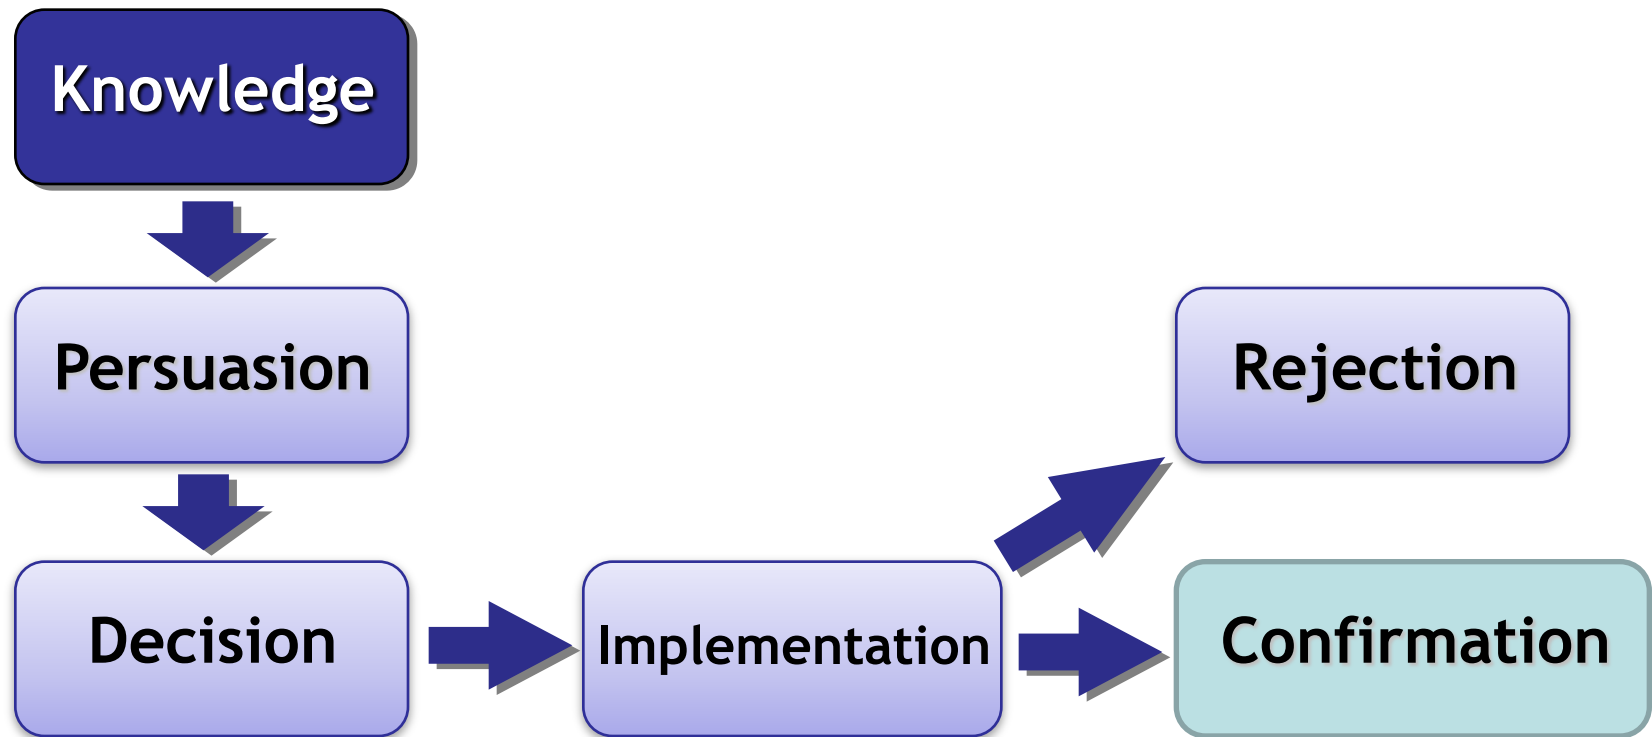 Knowledge
Persuasion
Rejection
Decision
Implementation
Confirmation